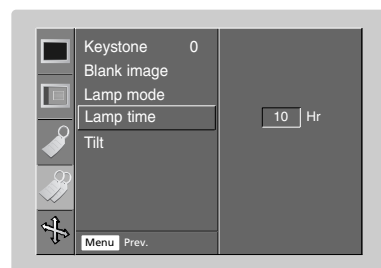 Keystone 0
Blank image
Lamp mode
Lamp time
10 Hr
Tilt
Menu Prev.